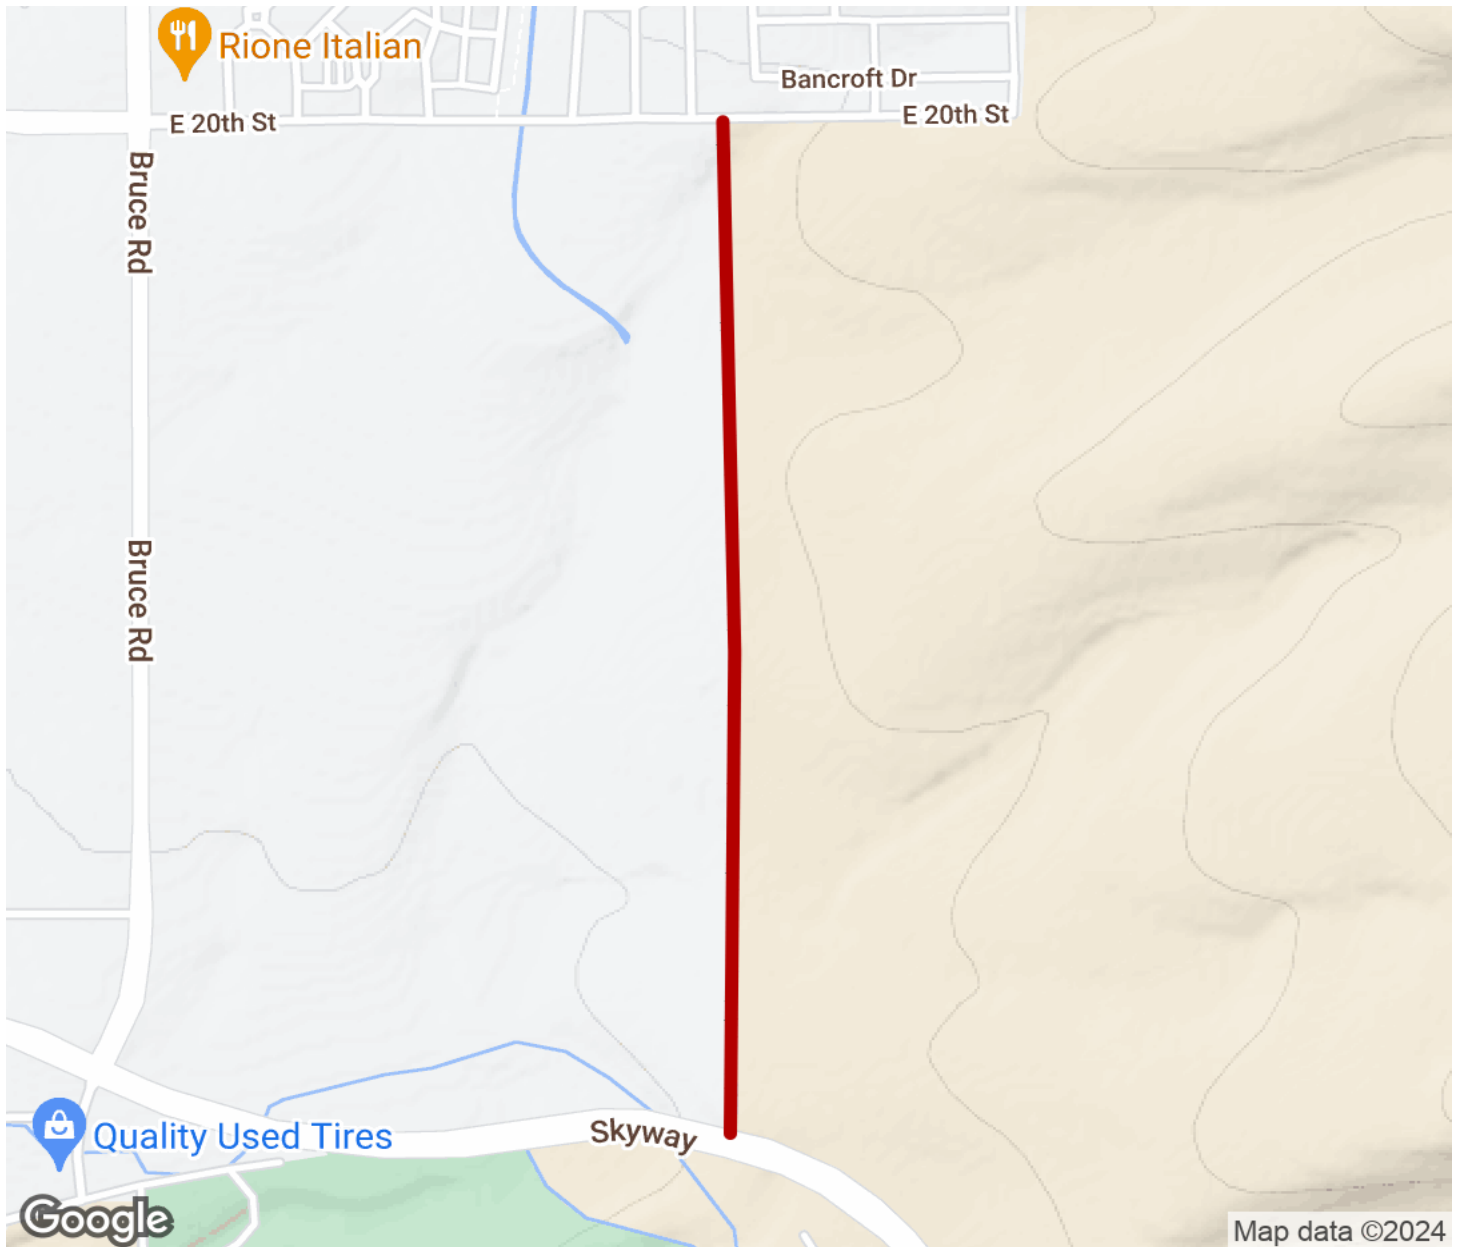 Rione Italian
Bancroft Dr
E 20th St
E 20th St
Bruce Rd
Bruce Rd
Skyway
Quality Used Tires
Google
Map data ©2024